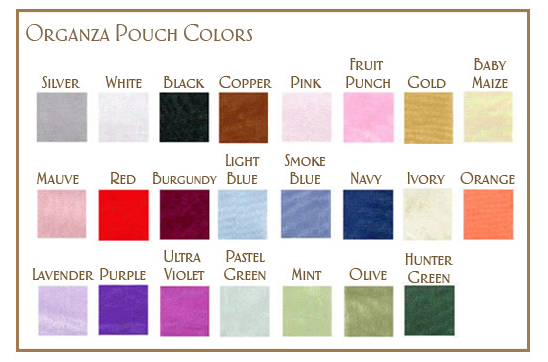 Organza Pouch Colors
Silver White Black Copper Pink Fruit Punch Gold Baby Maize
Mauve Red Burgundy Light Blue Smoke Blue Navy Ivory Orange
Lavender Purple Ultra Violet Pastel Green Mint Olive Hunter Green